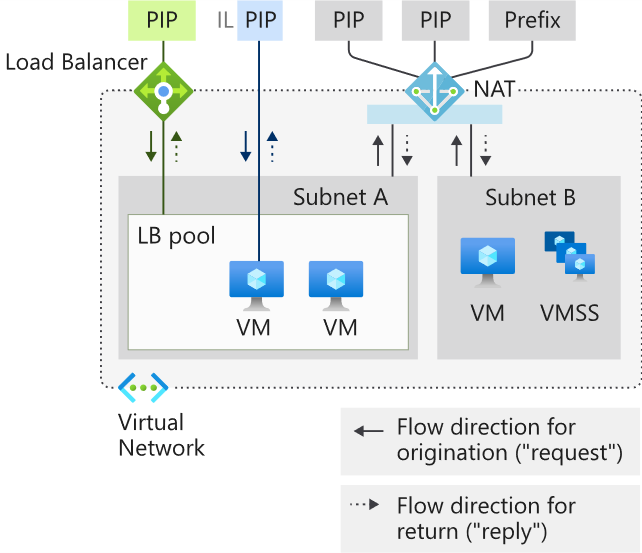 PIP
IL PIP
PIP
PIP
Prefix
Load Balancer
NAT
Subnet A
Subnet B
LB pool
VM
VM
VM
VMSS
Virtual
Network
Flow direction for
origination ("request")
Flow direction for
return ("reply")